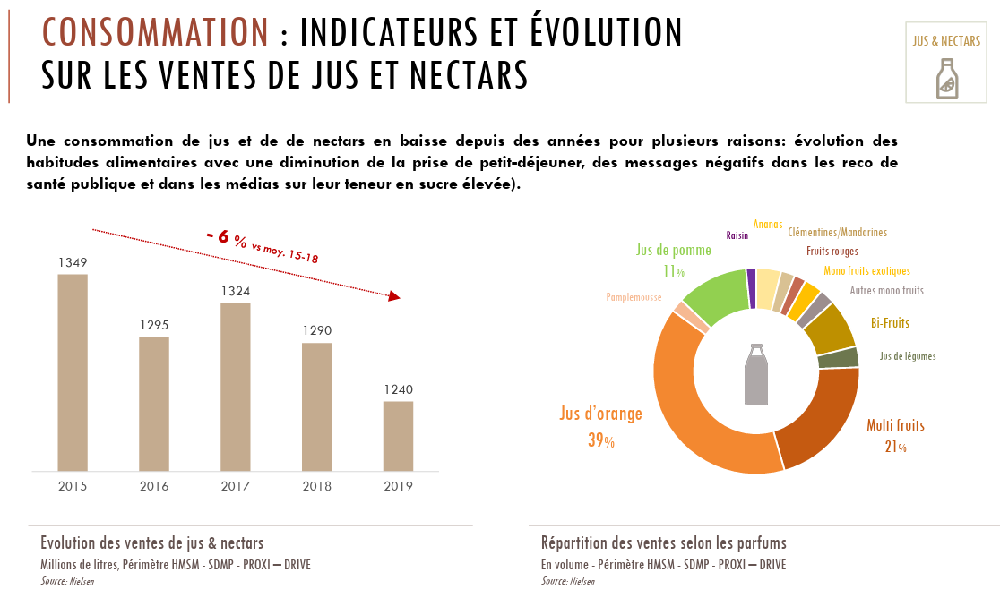 CONSOMMATION : INDICATEURS ET ÉVOLUTION
SUR LES VENTES DE JUS ET NECTARS
JUS & NECTARS
Une consommation de jus et de de nectars en baisse depuis des années pour plusieurs raisons: évolution des
habitudes alimentaires avec une diminution de la prise de petit-déjeuner, des messages négatifs dans les reco de
santé publique et dans les médias sur leur teneur en sucre élevée).
- 6 % vs moy. 15-18
1349
1295
1324
1290
1240
2015
2016
2017
2018
2019
Evolution des ventes de jus & nectars
Millions de litres, Périmètre HMSM - SDMP - PROXI – DRIVE
Source: Nielsen
Ananas
Raisin
Clémentines/Mandarines
Jus de pomme
11%
Fruits rouges
Mono fruits exotiques
Autres mono fruits
Pamplemousse
Bi-Fruits
Jus de légumes
Jus d’orange
39%
Multi fruits
21%
Répartition des ventes selon les parfums
En volume - Périmètre HMSM - SDMP - PROXI – DRIVE
Source: Nielsen